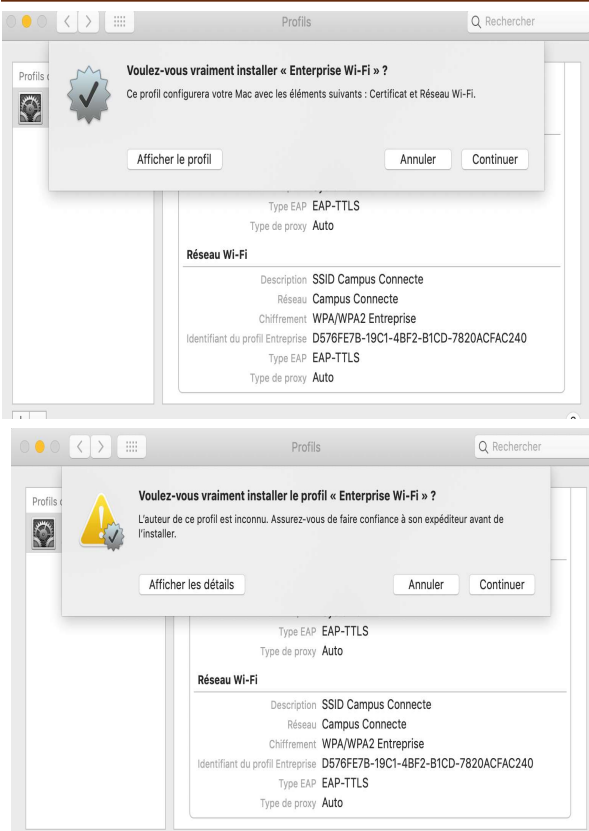 Profils
Rechercher
Profils
Voulez-vous vraiment installer « Enterprise Wi-Fi » ?
Ce profil configurera votre Mac avec les éléments suivants : Certificat et Réseau Wi-Fi.
Afficher le profil
Annuler
Continuer
Type EAP EAP-TTLS
Type de proxy Auto
Réseau Wi-Fi
Description SSID Campus Connecte
Réseau Campus Connecte
Chiffrement WPA/WPA2 Entreprise
Identifiant du profil Entreprise D576FE7B-19C1-4BF2-B1CD-7820ACFAC240
Type EAP EAP-TTLS
Type de proxy Auto
Profils
Rechercher
Profils
Voulez-vous vraiment installer le profil « Enterprise Wi-Fi » ?
L'auteur de ce profil est inconnu. Assurez-vous de faire confiance à son expéditeur avant de
l'installer.
Afficher les détails
Annuler
Continuer
Type EAP EAP-TTLS
Type de proxy Auto
Réseau Wi-Fi
Description SSID Campus Connecte
Réseau Campus Connecte
Chiffrement WPA/WPA2 Entreprise
Identifiant du profil Entreprise D576FE7B-19C1-4BF2-B1CD-7820ACFAC240
Type EAP EAP-TTLS
Type de proxy Auto